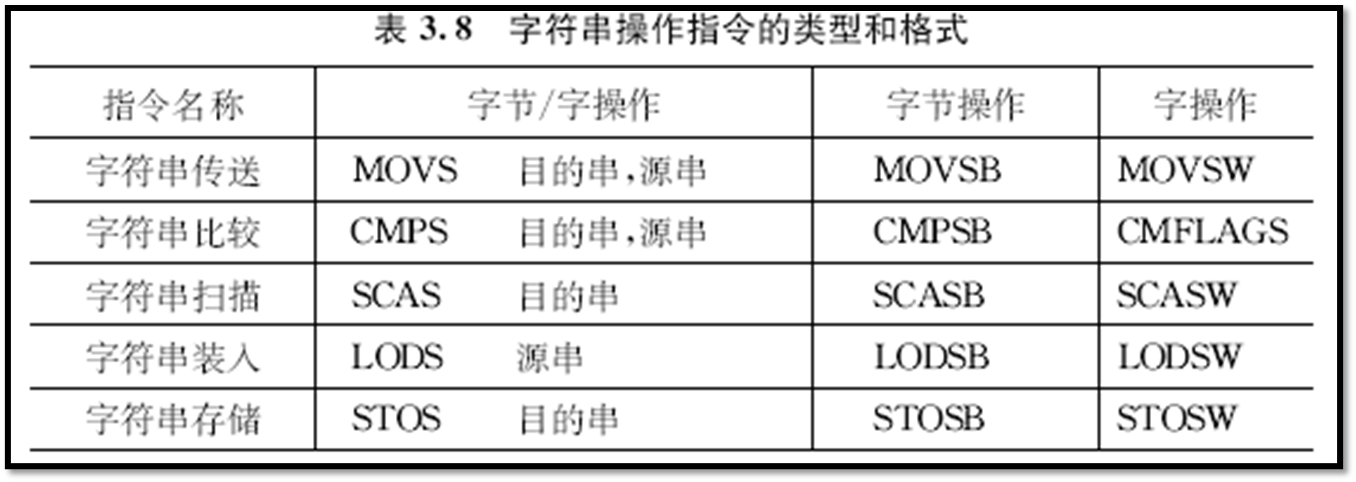 表 3.8 字符串操作指令的类型和格式
指令名称 字节/字操作 字节操作 字操作
字符串传送 MOVS 目的串,源串 MOVSB MOVSW
字符串比较 CMPS 目的串,源串 CMPSB CMFLAGS
字符串扫描 SCAS 目的串 SCASB SCASW
字符串装入 LODS 源串 LODSB LODSW
字符串存储 STOS 目的串 STOSB STOSW